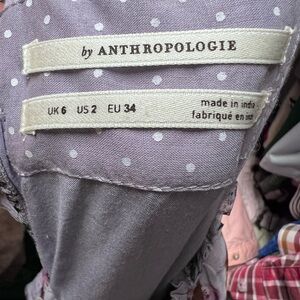 by ANTHROPOLOGIE
UK 6 US 2 EU 34
made in india
fabriqué en